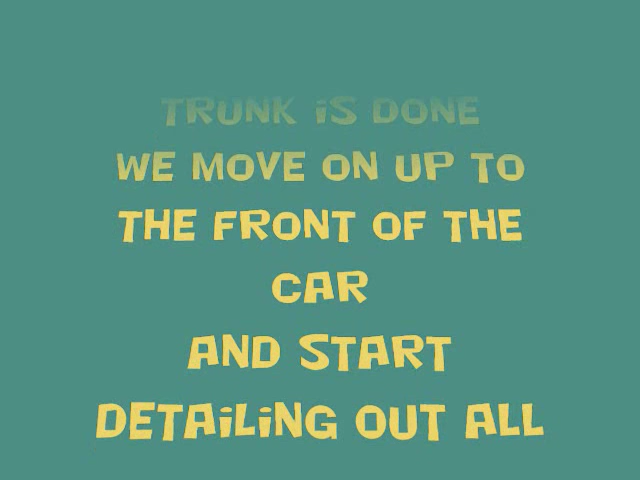 TRUNK iS DONE
WE MOVE ON UP TO
THE FRONT OF THE
CAR
AND START
DETAiLiNG OUT ALL